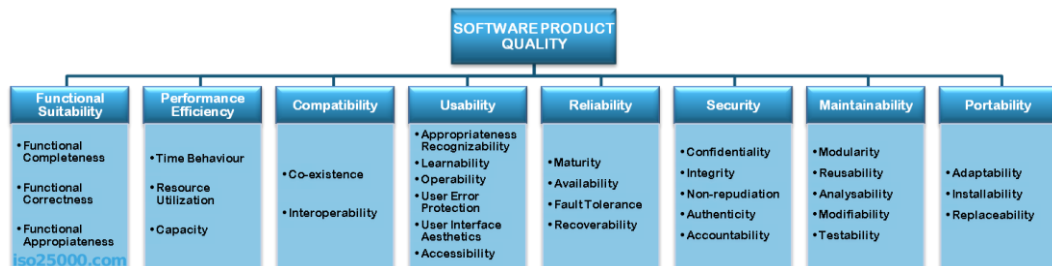 SOFTWARE PRODUCT
QUALITY
Functional
Suitability
• Functional
Completeness
• Functional
Correctness
• Functional
Appropiateness
Performance
Efficiency
• Time Behaviour
• Resource
Utilization
• Capacity
Compatibility
• Co-existence
• Interoperability
Usability
• Appropriateness
Recognizability
• Learnability
• Operability
• User Error
Protection
• User Interface
Aesthetics
• Accessibility
Reliability
• Maturity
• Availability
• Fault Tolerance
• Recoverability
Security
• Confidentiality
• Integrity
• Non-repudiation
• Authenticity
• Accountability
Maintainability
• Modularity
• Reusability
• Analysability
• Modifiability
• Testability
Portability
• Adaptability
• Installability
• Replaceability
iso25000.com